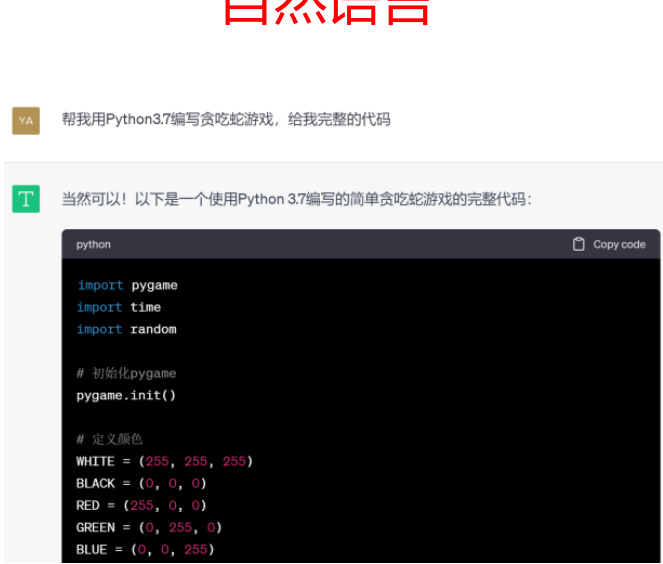 自然语言
YA
帮我用Python3.7编写贪吃蛇游戏，给我完整的代码
T
当然可以！以下是一个使用Python 3.7编写的简单贪吃蛇游戏的完整代码：
python Copy code
import pygame
import time
import random
# 初始化pygame
pygame.init()
# 定义颜色
WHITE = (255, 255, 255)
BLACK = (0, 0, 0)
RED = (255, 0, 0)
GREEN = (0, 255, 0)
BLUE = (0, 0, 255)